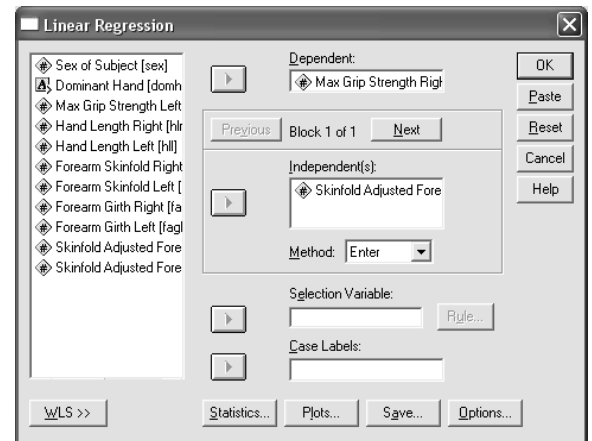 Linear Regression
Sex of Subject [sex]
Dominant Hand [domh
Max Grip Strength Left
Hand Length Right [hlr
Hand Length Left [hll]
Forearm Skinfold Right
Forearm Skinfold Left [
Forearm Girth Right [fa
Forearm Girth Left [fagl
Skinfold Adjusted Fore
Skinfold Adjusted Fore
WLS >>
Dependent:
Max Grip Strength Righ
Previous Block 1 of 1 Next
Independent(s):
Skinfold Adjusted Fore
Method: Enter
Selection Variable:
Rule...
Case Labels:
Statistics... Plots... Save... Options...
OK
Paste
Reset
Cancel
Help